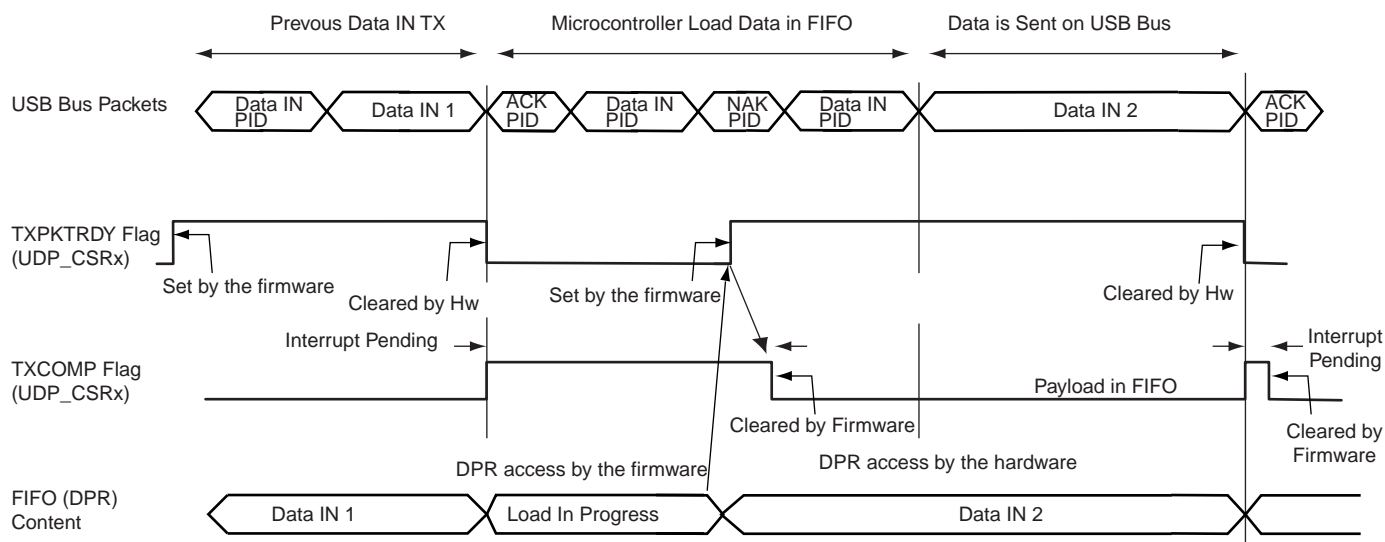 Prevous Data IN TX
Microcontroller Load Data in FIFO
Data is Sent on USB Bus
USB Bus Packets
Data IN
PID
Data IN 1
ACK
PID
Data IN
PID
NAK
PID
Data IN
PID
Data IN 2
ACK
PID
TXPKTRDY Flag
(UDP_CSRx)
Set by the firmware
Cleared by Hw
Set by the firmware
Cleared by Hw
Interrupt Pending
Interrupt
Pending
TXCOMP Flag
(UDP_CSRx)
Payload in FIFO
Cleared by Firmware
Cleared by
Firmware
DPR access by the firmware
DPR access by the hardware
FIFO (DPR)
Content
Data IN 1
Load In Progress
Data IN 2